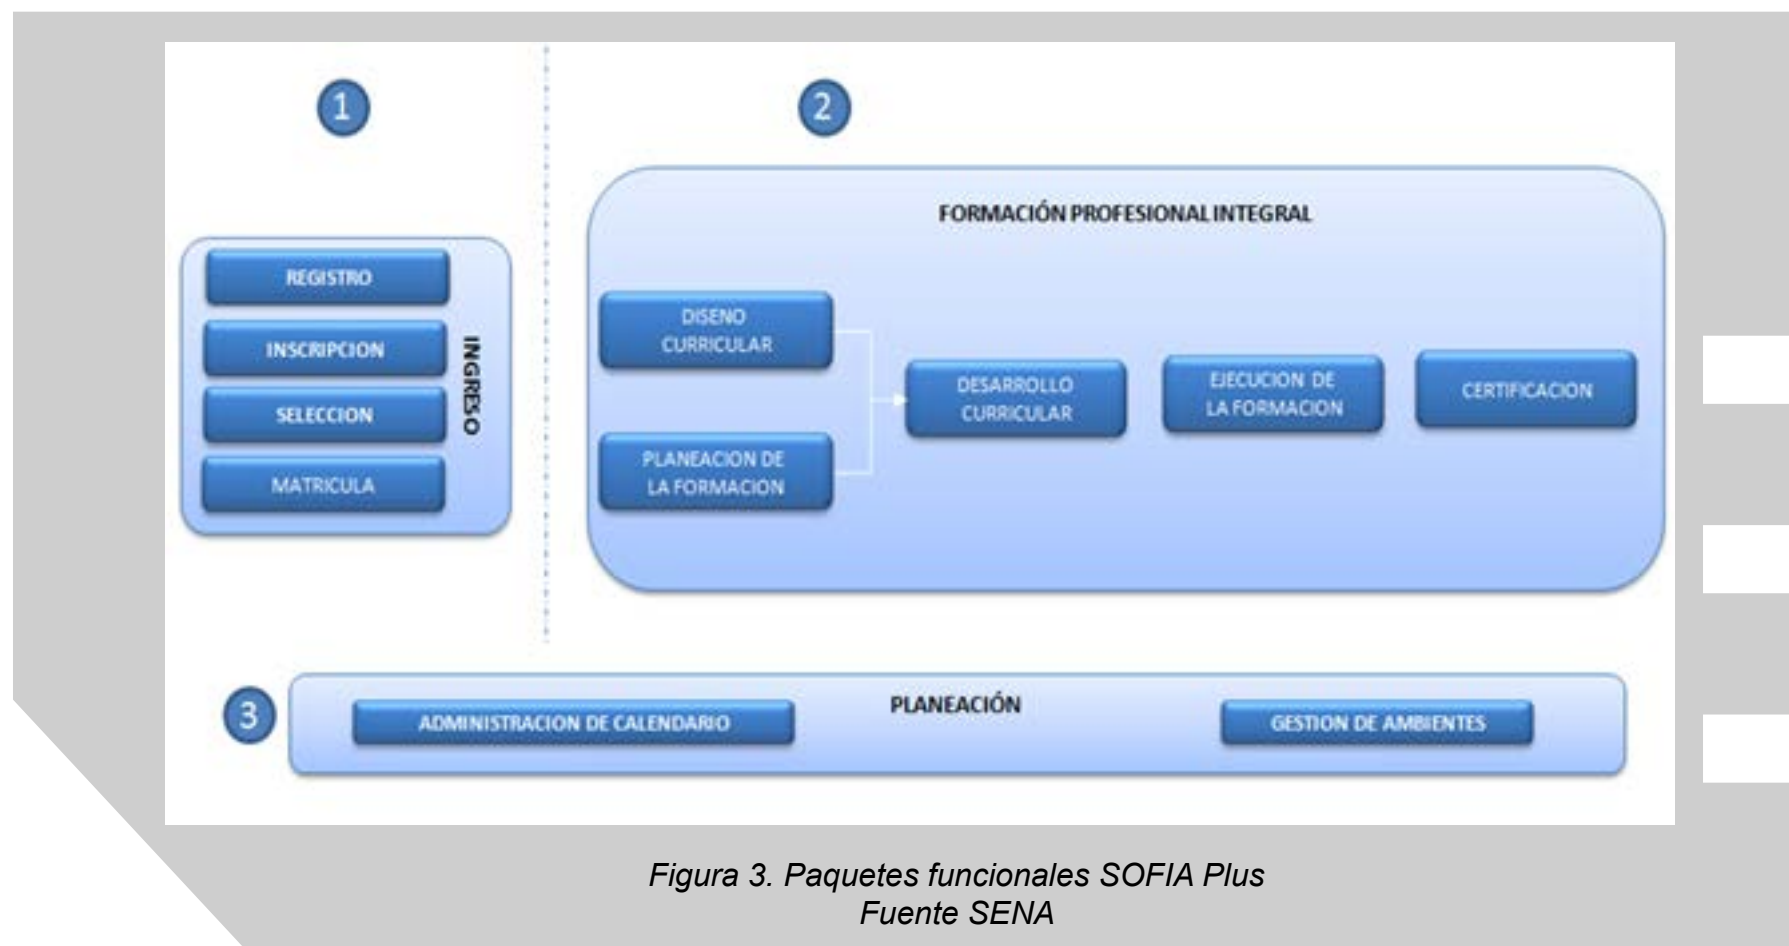 1
REGISTRO
INSCRIPCION
SELECCION
MATRICULA
INGRESO
2
FORMACIÓN PROFESIONAL INTEGRAL
DISENO
CURRICULAR
PLANEACION DE
LA FORMACION
DESARROLLO
CURRICULAR
EJECUCION DE
LA FORMACION
CERTIFICACION
3
PLANEACIÓN
ADMINISTRACION DE CALENDARIO
GESTION DE AMBIENTES
Figura 3. Paquetes funcionales SOFIA Plus
Fuente SENA